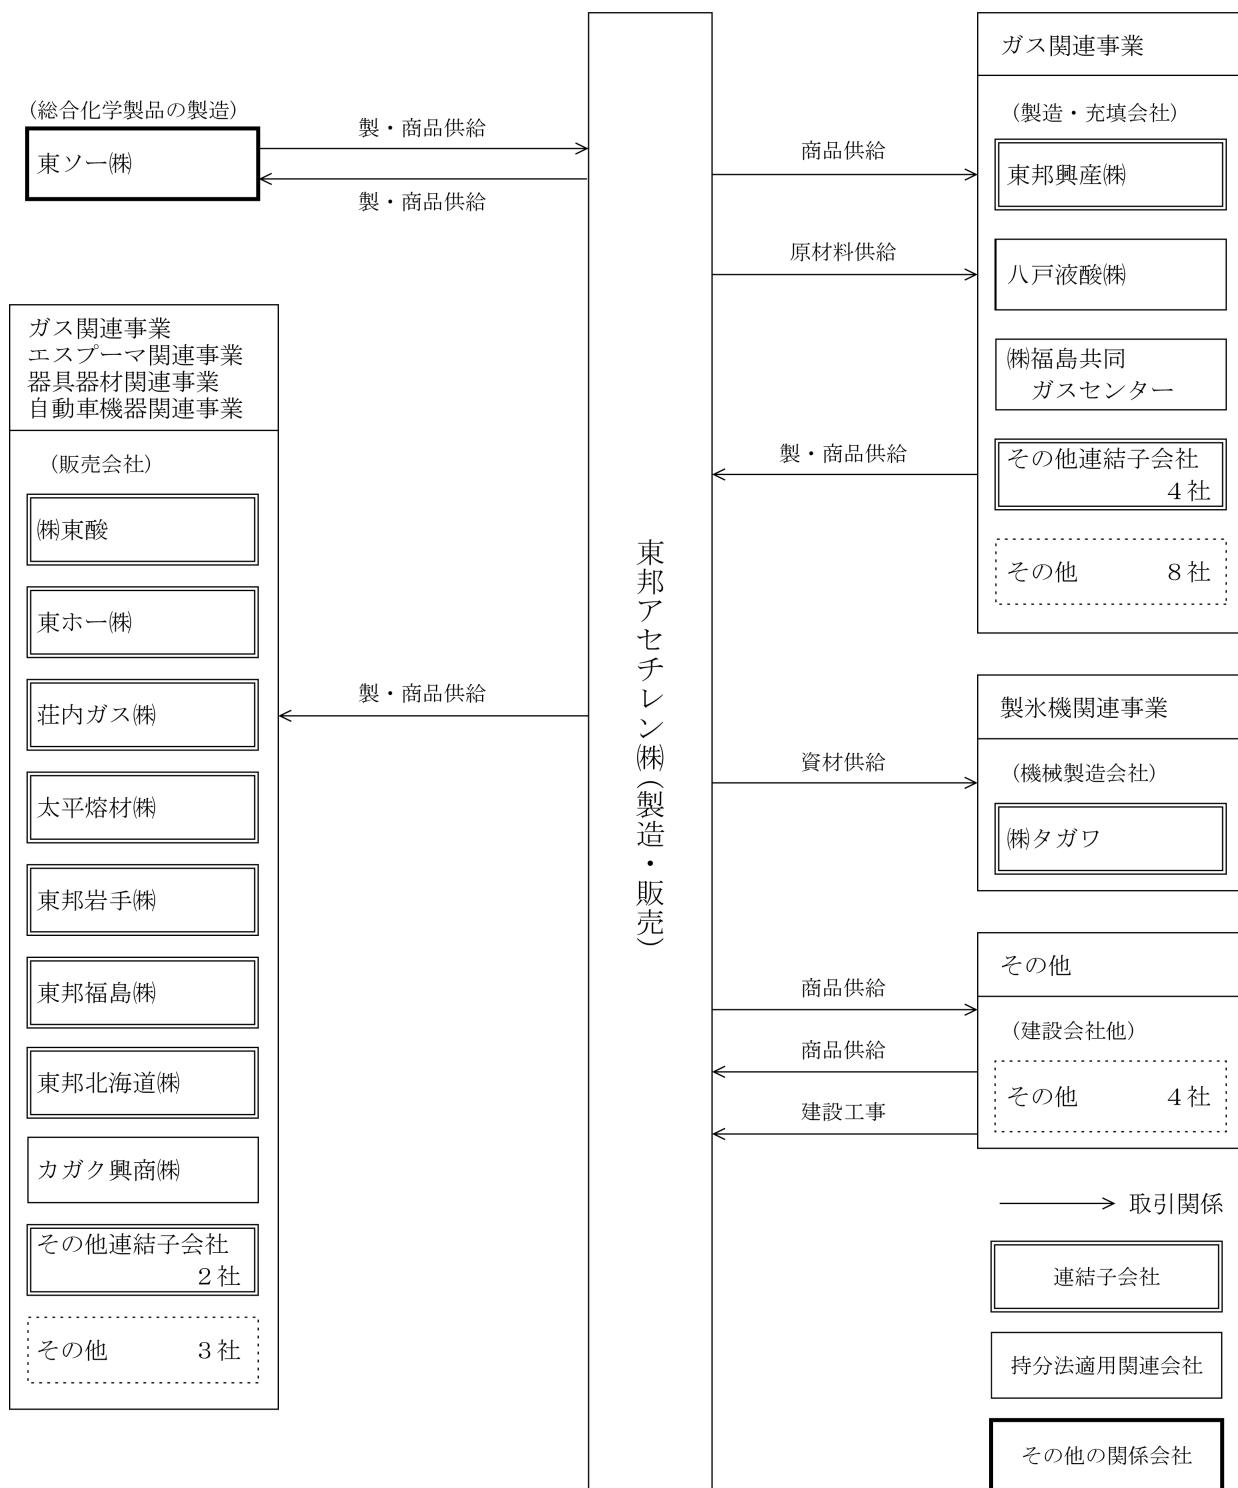 (総合化学製品の製造)
東ソー㈱
製・商品供給
製・商品供給
ガス関連事業
エスプーマ関連事業
器具器材関連事業
自動車機器関連事業
(販売会社)
㈱東酸
東ホー㈱
荘内ガス㈱
太平熔材㈱
東邦岩手㈱
東邦福島㈱
東邦北海道㈱
カガク興商㈱
その他連結子会社
2社
その他 3社
製・商品供給
東邦アセチレン㈱(製造・販売)
商品供給
原材料供給
製・商品供給
資材供給
商品供給
商品供給
建設工事
ガス関連事業
(製造・充填会社)
東邦興産㈱
八戸液酸㈱
㈱福島共同
ガスセンター
その他連結子会社
4社
その他 8社
製氷機関連事業
(機械製造会社)
㈱タガワ
その他
(建設会社他)
その他 4社
取引関係
連結子会社
持分法適用関連会社
その他の関係会社